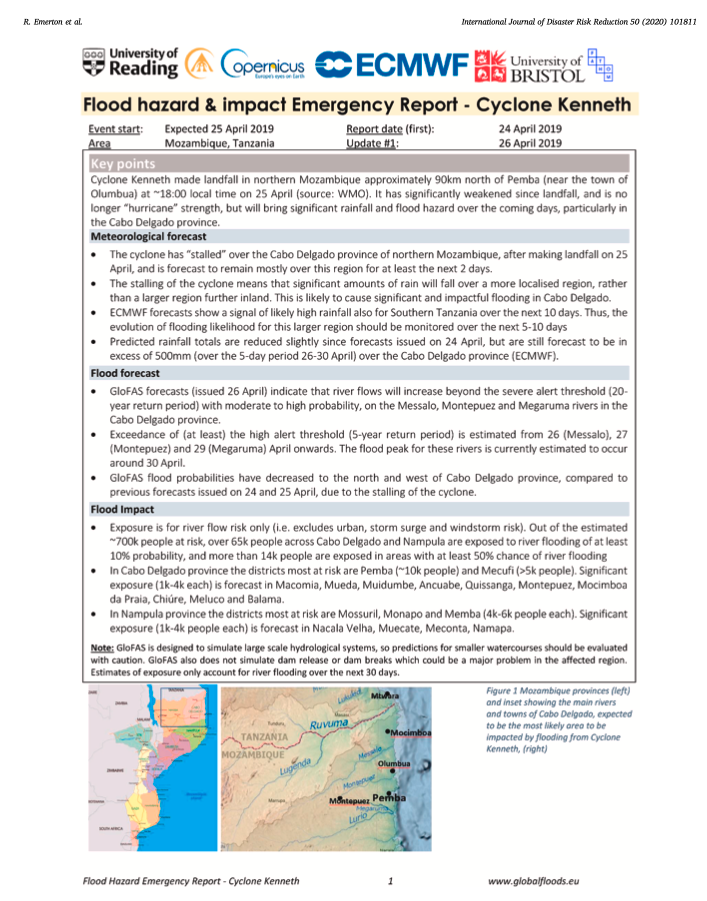 R. Emerton et al.
International Journal of Disaster Risk Reduction 50 (2020) 101811
University of Reading
Copernicus
Europe's eyes on Earth
ECMWF
University of BRISTOL
Flood hazard & impact Emergency Report - Cyclone Kenneth
Event start: Expected 25 April 2019 Report date (first): 24 April 2019
Area Mozambique, Tanzania Update #1: 26 April 2019
Key points
Cyclone Kenneth made landfall in northern Mozambique approximately 90km north of Pemba (near the town of
Olumbua) at ~18:00 local time on 25 April (source: WMO). It has significantly weakened since landfall, and is no
longer "hurricane" strength, but will bring significant rainfall and flood hazard over the coming days, particularly in
the Cabo Delgado province.
Meteorological forecast
• The cyclone has "stalled" over the Cabo Delgado province of northern Mozambique, after making landfall on 25
April, and is forecast to remain mostly over this region for at least the next 2 days.
• The stalling of the cyclone means that significant amounts of rain will fall over a more localised region, rather
than a larger region further inland. This is likely to cause significant and impactful flooding in Cabo Delgado.
• ECMWF forecasts show a signal of likely high rainfall also for Southern Tanzania over the next 10 days. Thus, the
evolution of flooding likelihood for this larger region should be monitored over the next 5-10 days
• Predicted rainfall totals are reduced slightly since forecasts issued on 24 April, but are still forecast to be in
excess of 500mm (over the 5-day period 26-30 April) over the Cabo Delgado province (ECMWF).
Flood forecast
• GloFAS forecasts (issued 26 April) indicate that river flows will increase beyond the severe alert threshold (20-
year return period) with moderate to high probability, on the Messalo, Montepuez and Megaruma rivers in the
Cabo Delgado province.
• Exceedance of (at least) the high alert threshold (5-year return period) is estimated from 26 (Messalo), 27
(Montepuez) and 29 (Megaruma) April onwards. The flood peak for these rivers is currently estimated to occur
around 30 April.
• GloFAS flood probabilities have decreased to the north and west of Cabo Delgado province, compared to
previous forecasts issued on 24 and 25 April, due to the stalling of the cyclone.
Flood Impact
• Exposure is for river flow risk only (i.e. excludes urban, storm surge and windstorm risk). Out of the estimated
~700k people at risk, over 65k people across Cabo Delgado and Nampula are exposed to river flooding of at least
10% probability, and more than 14k people are exposed in areas with at least 50% chance of river flooding
• In Cabo Delgado province the districts most at risk are Pemba (~10k people) and Mecufi (>5k people). Significant
exposure (1k-4k each) is forecast in Macomia, Mueda, Muidumbe, Ancuabe, Quissanga, Montepuez, Mocimboa
da Praia, Chiúre, Meluco and Balama.
• In Nampula province the districts most at risk are Mossuril, Monapo and Memba (4k-6k people each). Significant
exposure (1k-4k people each) is forecast in Nacala Velha, Muecate, Meconta, Namapa.
Note: GloFAS is designed to simulate large scale hydrological systems, so predictions for smaller watercourses should be evaluated
with caution. GloFAS also does not simulate dam release or dam breaks which could be a major problem in the affected region.
Estimates of exposure only account for river flooding over the next 30 days.
Mtwara
Ruvuma
Mocimboa
TANZANIA
MOZAMBIQUE
Messalo
Olumbua
Lugenda
Montepuez
Montepuez Pemba
Megaruma
Lurio
Figure 1 Mozambique provinces (left)
and inset showing the main rivers
and towns of Cabo Delgado, expected
to be the most likely area to be
impacted by flooding from Cyclone
Kenneth, (right)
Flood Hazard Emergency Report - Cyclone Kenneth
1
www.globalfloods.eu